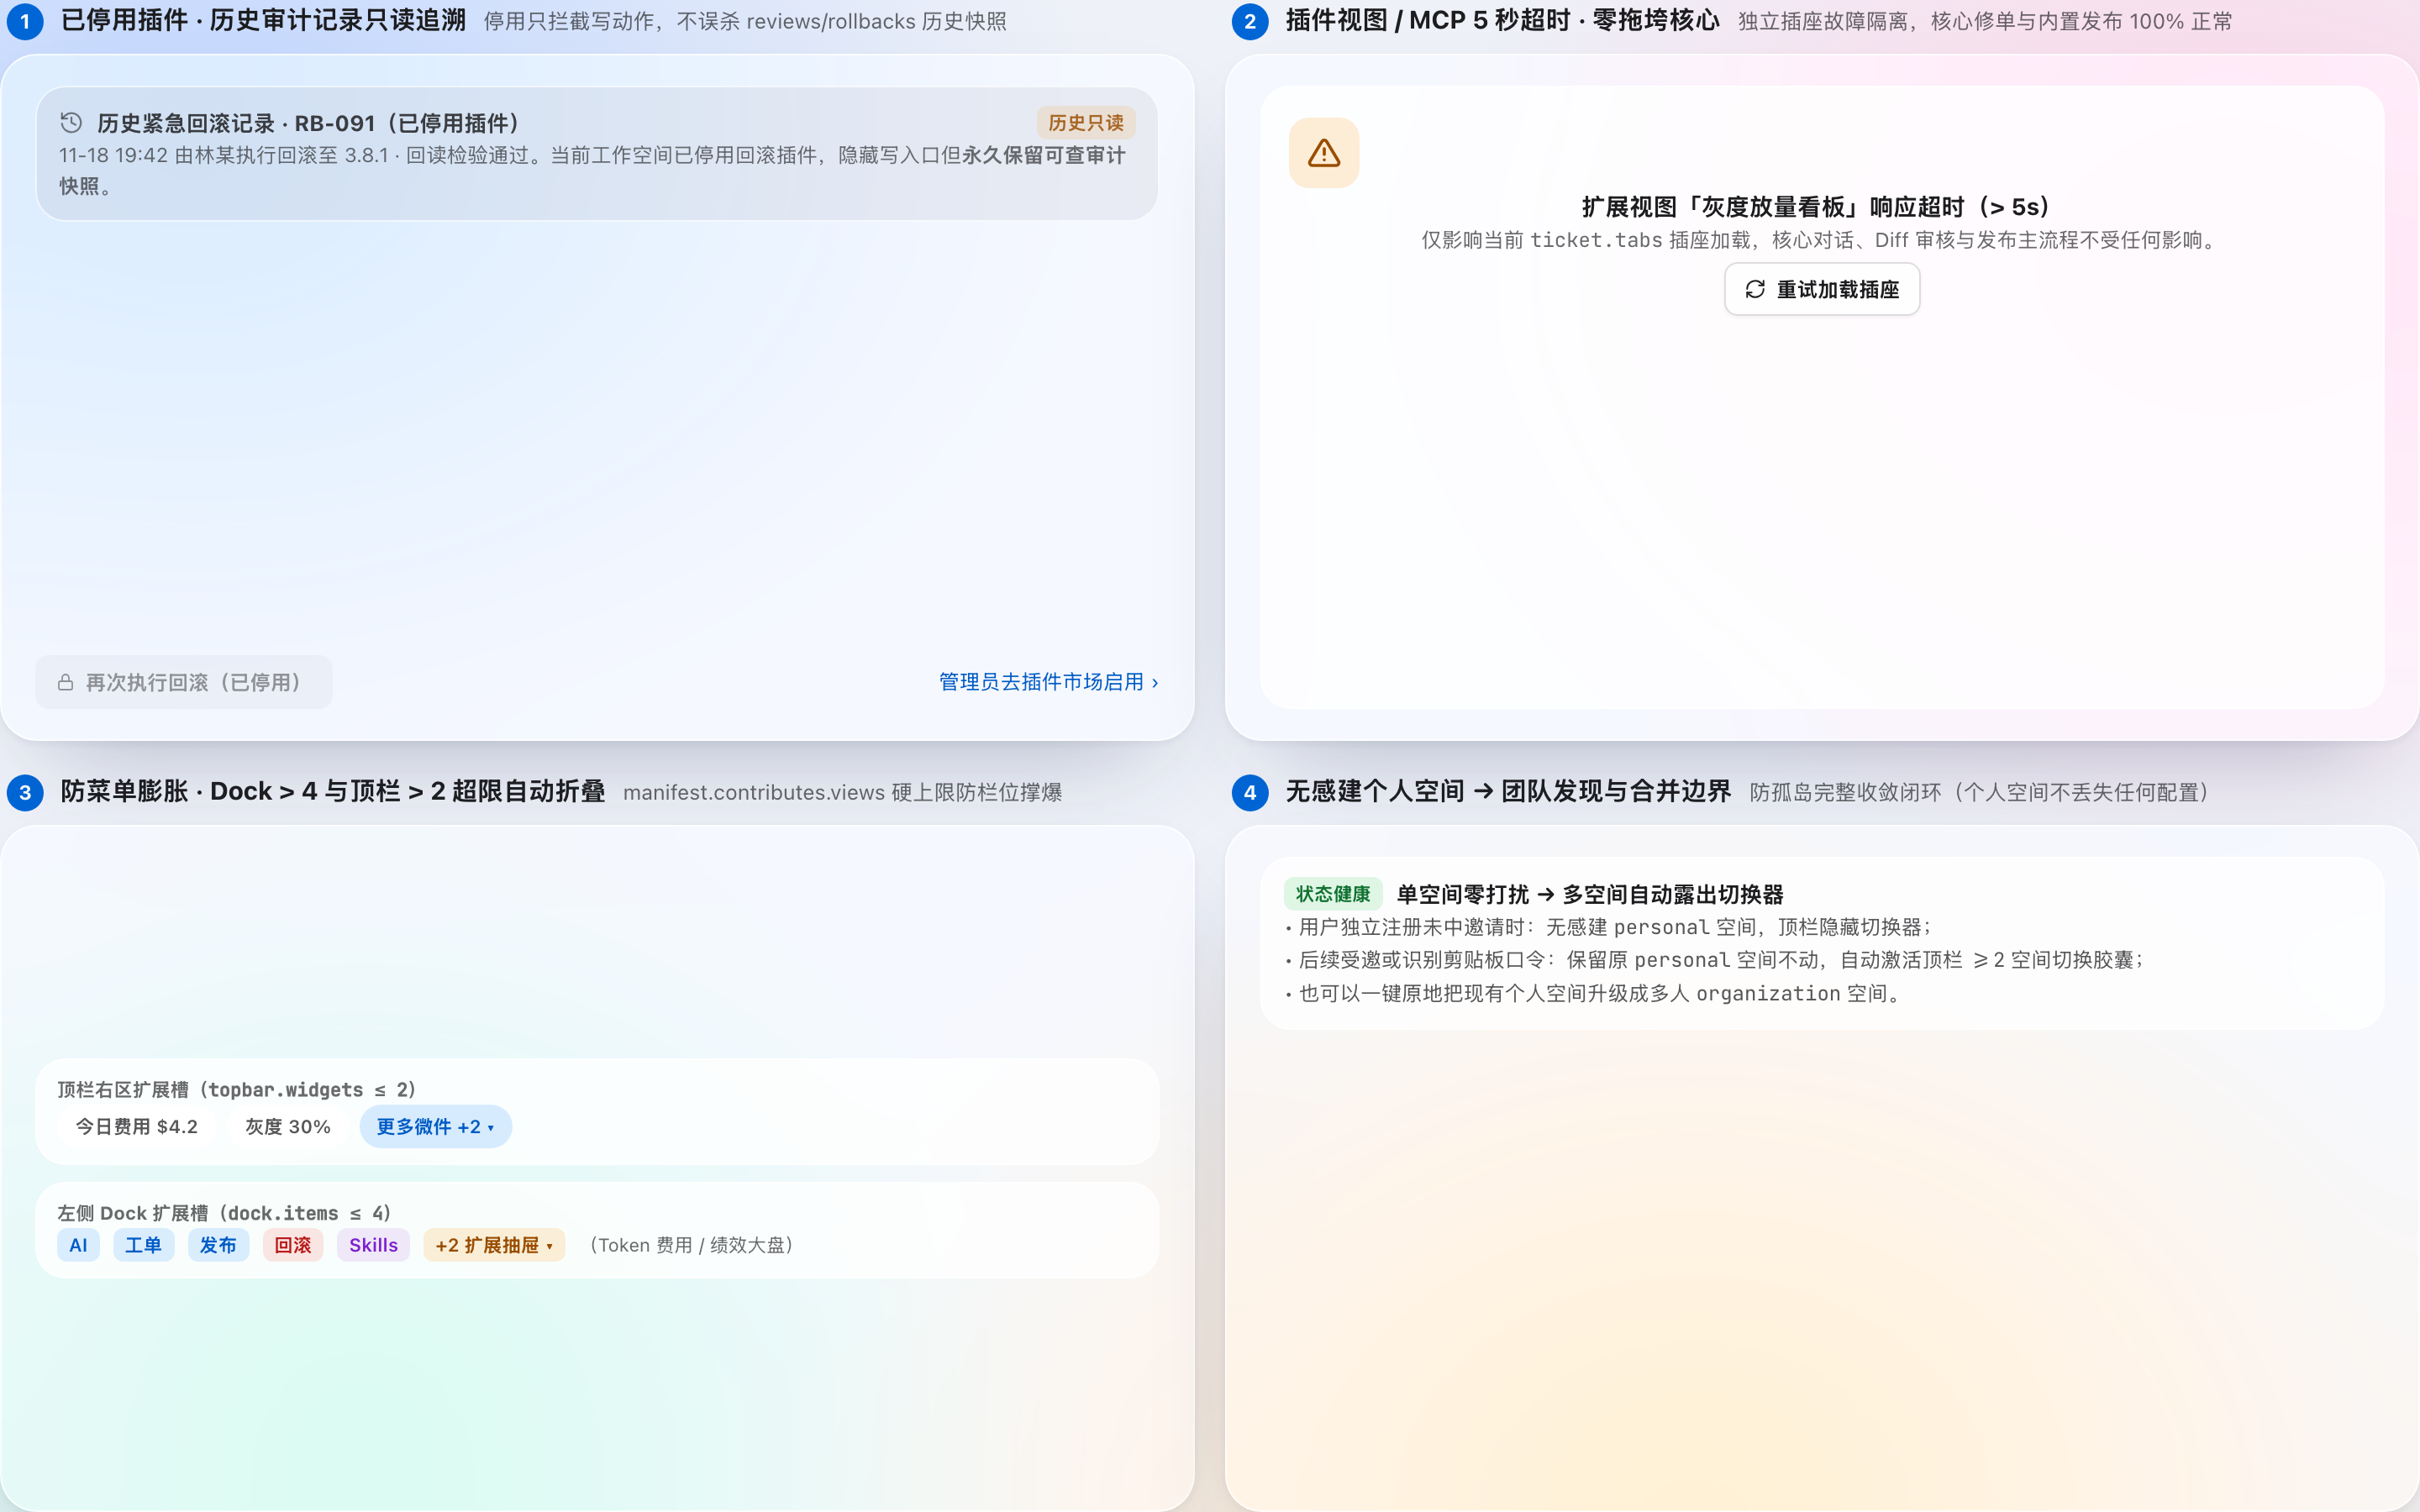 1 已停用插件 · 历史审计记录只读追溯 停用只拦截写动作，不误杀 reviews/rollbacks 历史快照
历史紧急回滚记录 · RB-091（已停用插件） 历史只读
11-18 19:42 由林某执行回滚至 3.8.1 · 回读检验通过。当前工作空间已停用回滚插件，隐藏写入口但永久保留可查审计
快照。
再次执行回滚（已停用） 管理员去插件市场启用 ›
2 插件视图 / MCP 5 秒超时 · 零拖垮核心 独立插座故障隔离，核心修单与内置发布 100% 正常
扩展视图「灰度放量看板」响应超时（> 5s）
仅影响当前 ticket.tabs 插座加载，核心对话、Diff 审核与发布主流程不受任何影响。
重试加载插座
3 防菜单膨胀 · Dock > 4 与顶栏 > 2 超限自动折叠 manifest.contributes.views 硬上限防栏位撑爆
顶栏右区扩展槽（topbar.widgets ≤ 2）
今日费用 $4.2 灰度 30% 更多微件 +2 ▾
左侧 Dock 扩展槽（dock.items ≤ 4）
AI 工单 发布 回滚 Skills +2 扩展抽屉 ▾ （Token 费用 / 绩效大盘）
4 无感建个人空间 → 团队发现与合并边界 防孤岛完整收敛闭环（个人空间不丢失任何配置）
状态健康 单空间零打扰 → 多空间自动露出切换器
• 用户独立注册未中邀请时：无感建 personal 空间，顶栏隐藏切换器；
• 后续受邀或识别剪贴板口令：保留原 personal 空间不动，自动激活顶栏 ≥2 空间切换胶囊；
• 也可以一键原地把现有个人空间升级成多人 organization 空间。